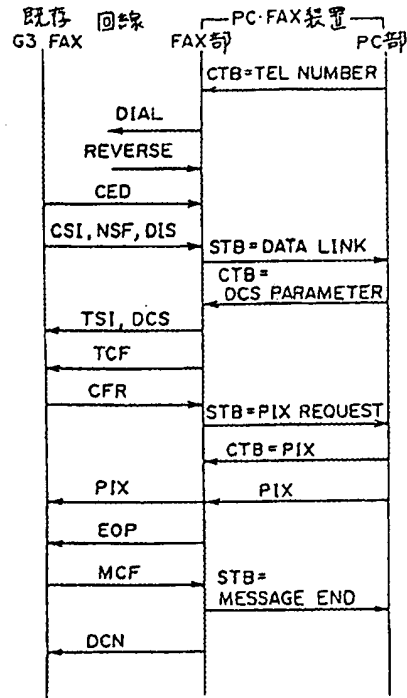 既存 回線 PC·FAX装置
G3 FAX FAX部 PC部
CTB=TEL NUMBER
DIAL
REVERSE
CED
CSI, NSF, DIS
STB=DATA LINK
CTB=
DCS PARAMETER
TSI, DCS
TCF
CFR
STB=PIX REQUEST
CTB=PIX
PIX PIX
EOP
MCF
STB=
MESSAGE END
DCN